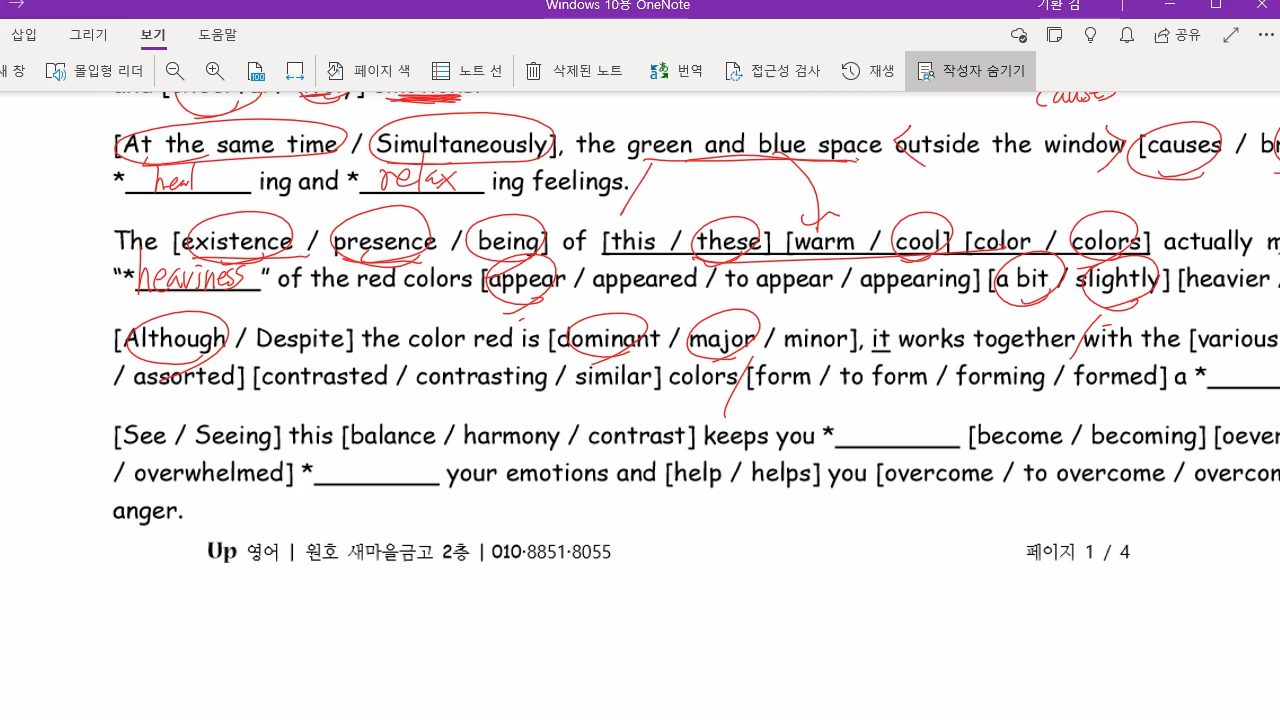 Windows 10용 OneNote 기환 김
삽입 그리기 보기 도움말 공유
새 창 몰입형 리더 페이지 색 노트 선 삭제된 노트 번역 접근성 검사 재생 작성자 숨기기
cause
[At the same time / Simultaneously], the green and blue space outside the window [causes / br
*heal ing and *relax ing feelings.
The [existence / presence / being] of [this / these] [warm / cool] [color / colors] actually m
"*heaviness" of the red colors [appear / appeared / to appear / appearing] [a bit / slightly] [heavier /
[Although / Despite] the color red is [dominant / major / minor], it works together with the [various
/ assorted] [contrasted / contrasting / similar] colors [form / to form / forming / formed] a *________
[See / Seeing] this [balance / harmony / contrast] keeps you *________ [become / becoming] [oever
/ overwhelmed] *________ your emotions and [help / helps] you [overcome / to overcome / overcom
anger.
Up 영어 | 원호 새마을금고 2층 | 010·8851·8055 페이지 1 / 4